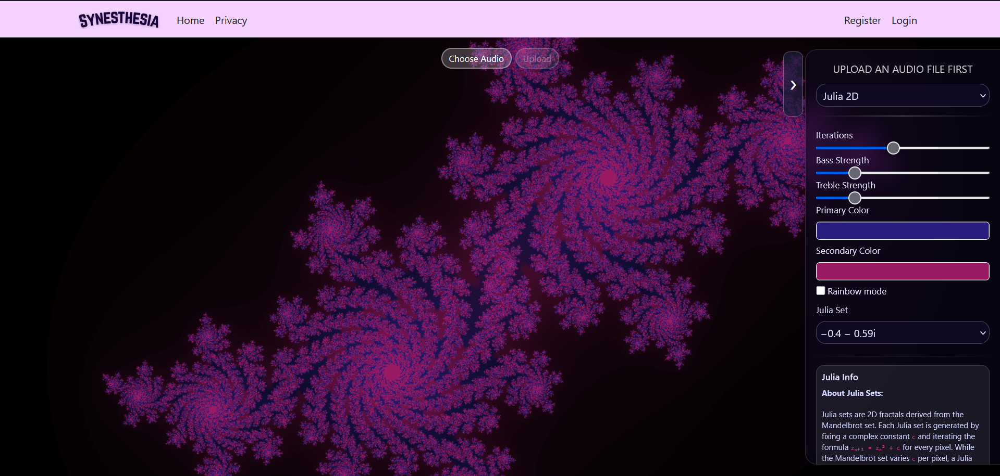 SYNESTHESIA
Home
Privacy
Register
Login
Choose Audio
Upload
❯
UPLOAD AN AUDIO FILE FIRST
Julia 2D
Iterations
Bass Strength
Treble Strength
Primary Color
Secondary Color
Rainbow mode
Julia Set
−0.4 − 0.59i
Julia Info
About Julia Sets:
Julia sets are 2D fractals derived from the
Mandelbrot set. Each Julia set is generated by
fixing a complex constant c and iterating the
formula zₙ₊₁ = zₙ² + c for every pixel. While
the Mandelbrot set varies c per pixel, a Julia